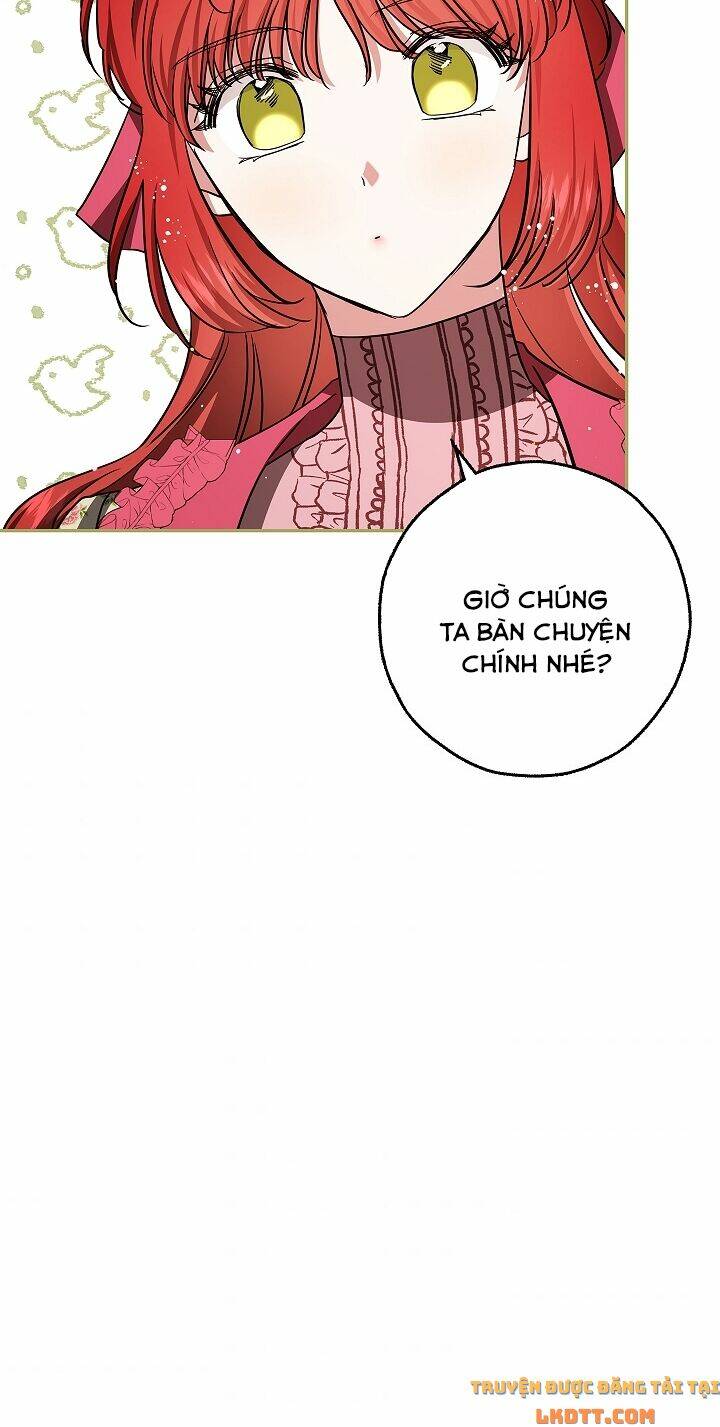 GIỜ CHÚNG
TA BÀN CHUYỆN
CHÍNH NHÉ?
TRUYỆN ĐƯỢC ĐĂNG TẢI TẠI
LKDTT.COM